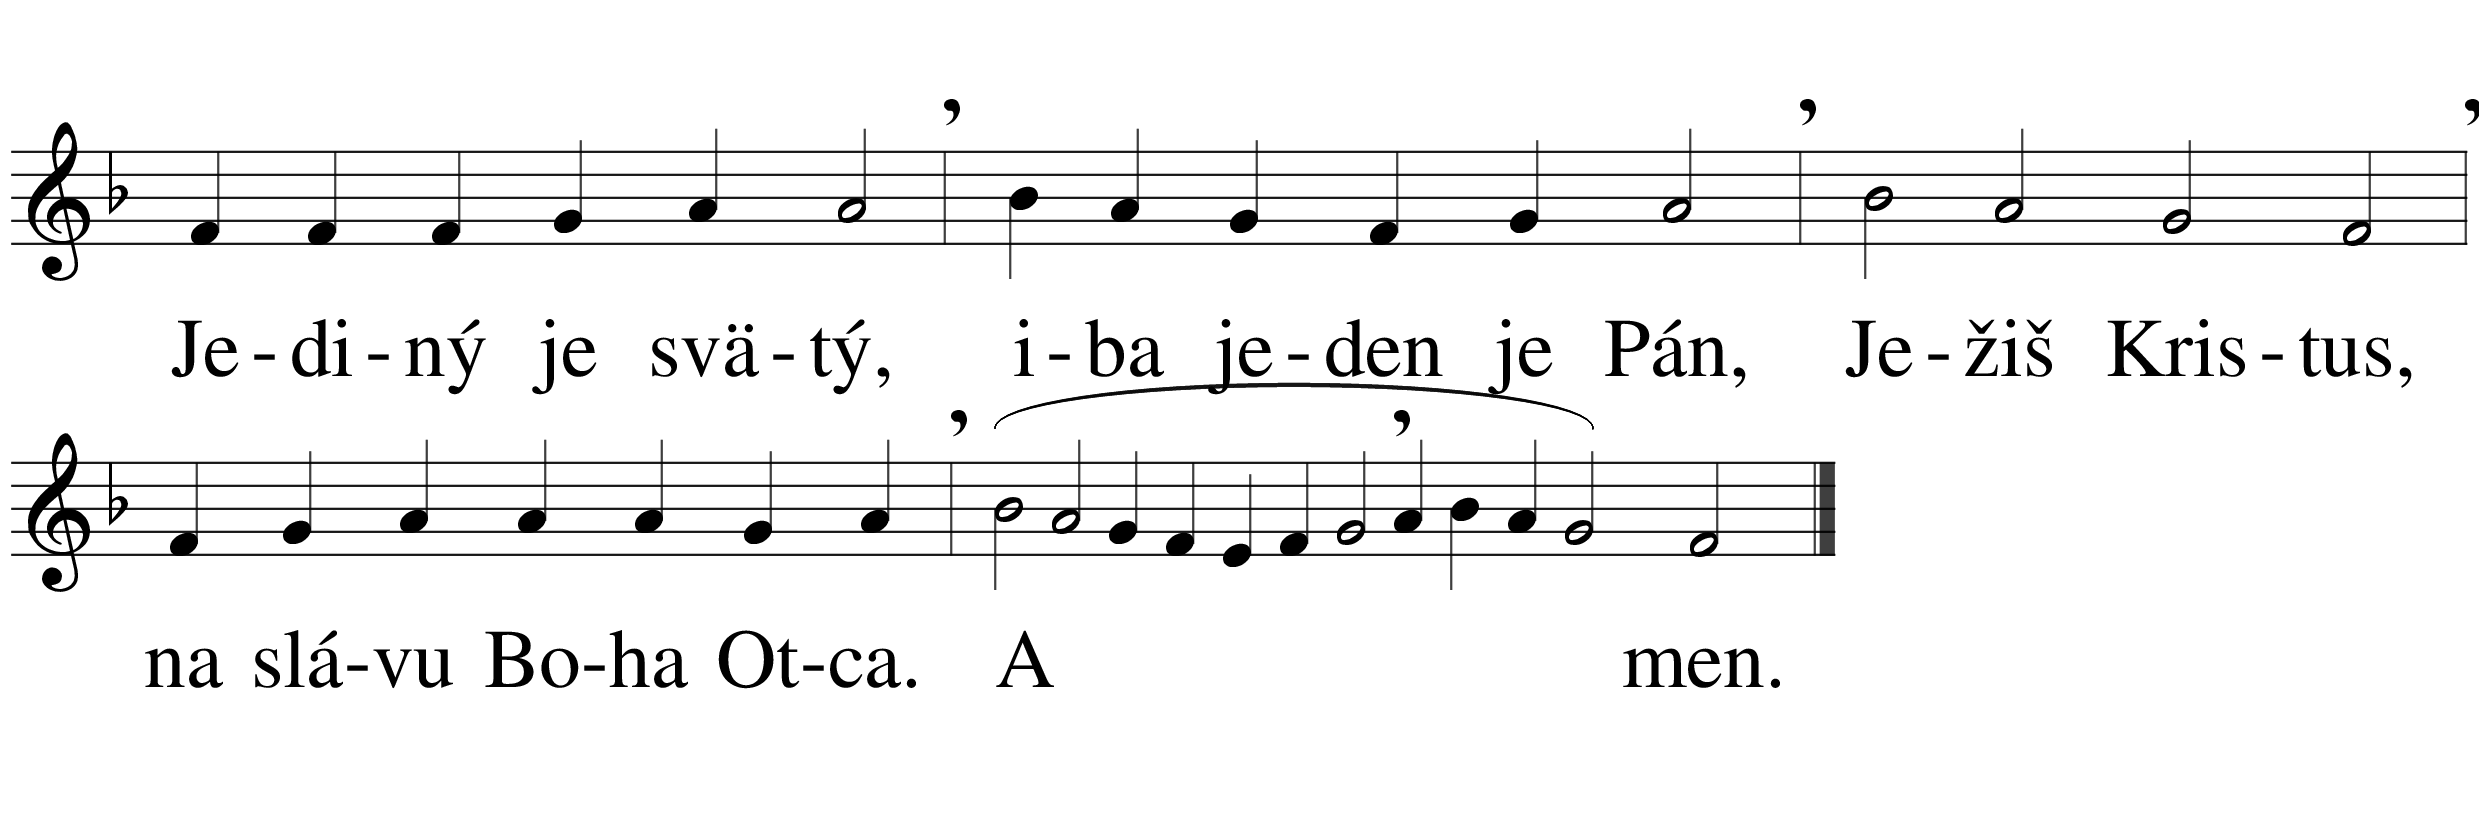 Je-di-ný je svä-tý, i-ba je-den je Pán, Je-žiš Kris-tus,
na slá-vu Bo-ha Ot-ca. A men.